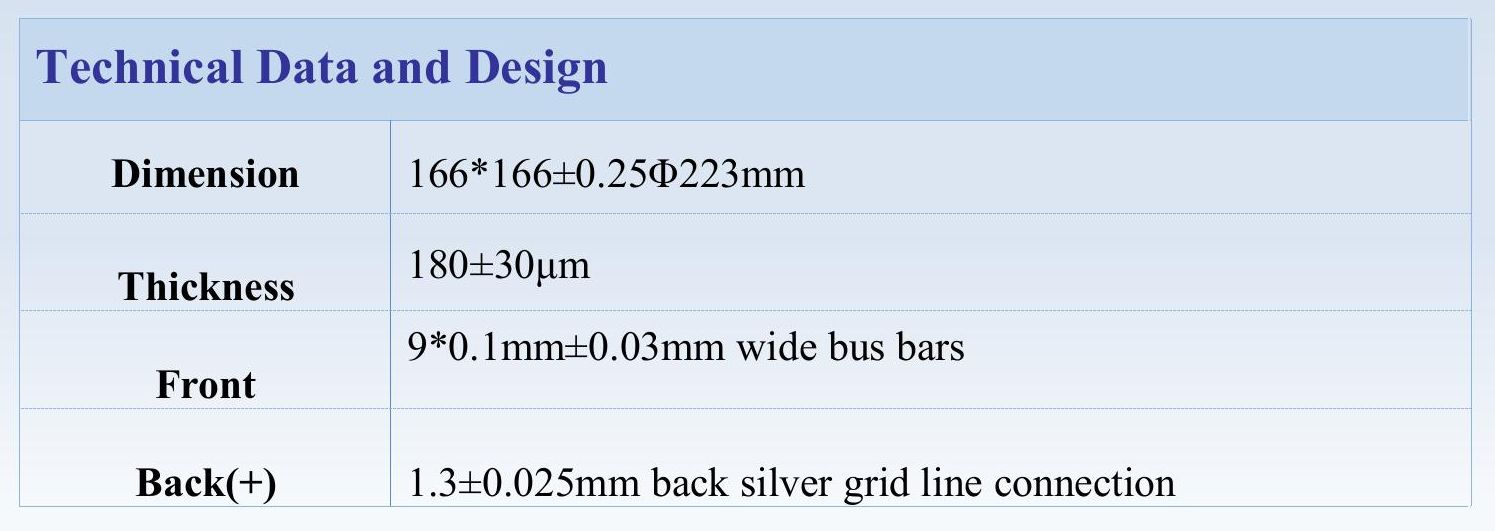 Technical Data and Design
Dimension 166*166±0.25Φ223mm
Thickness 180±30μm
Front 9*0.1mm±0.03mm wide bus bars
Back(+) 1.3±0.025mm back silver grid line connection